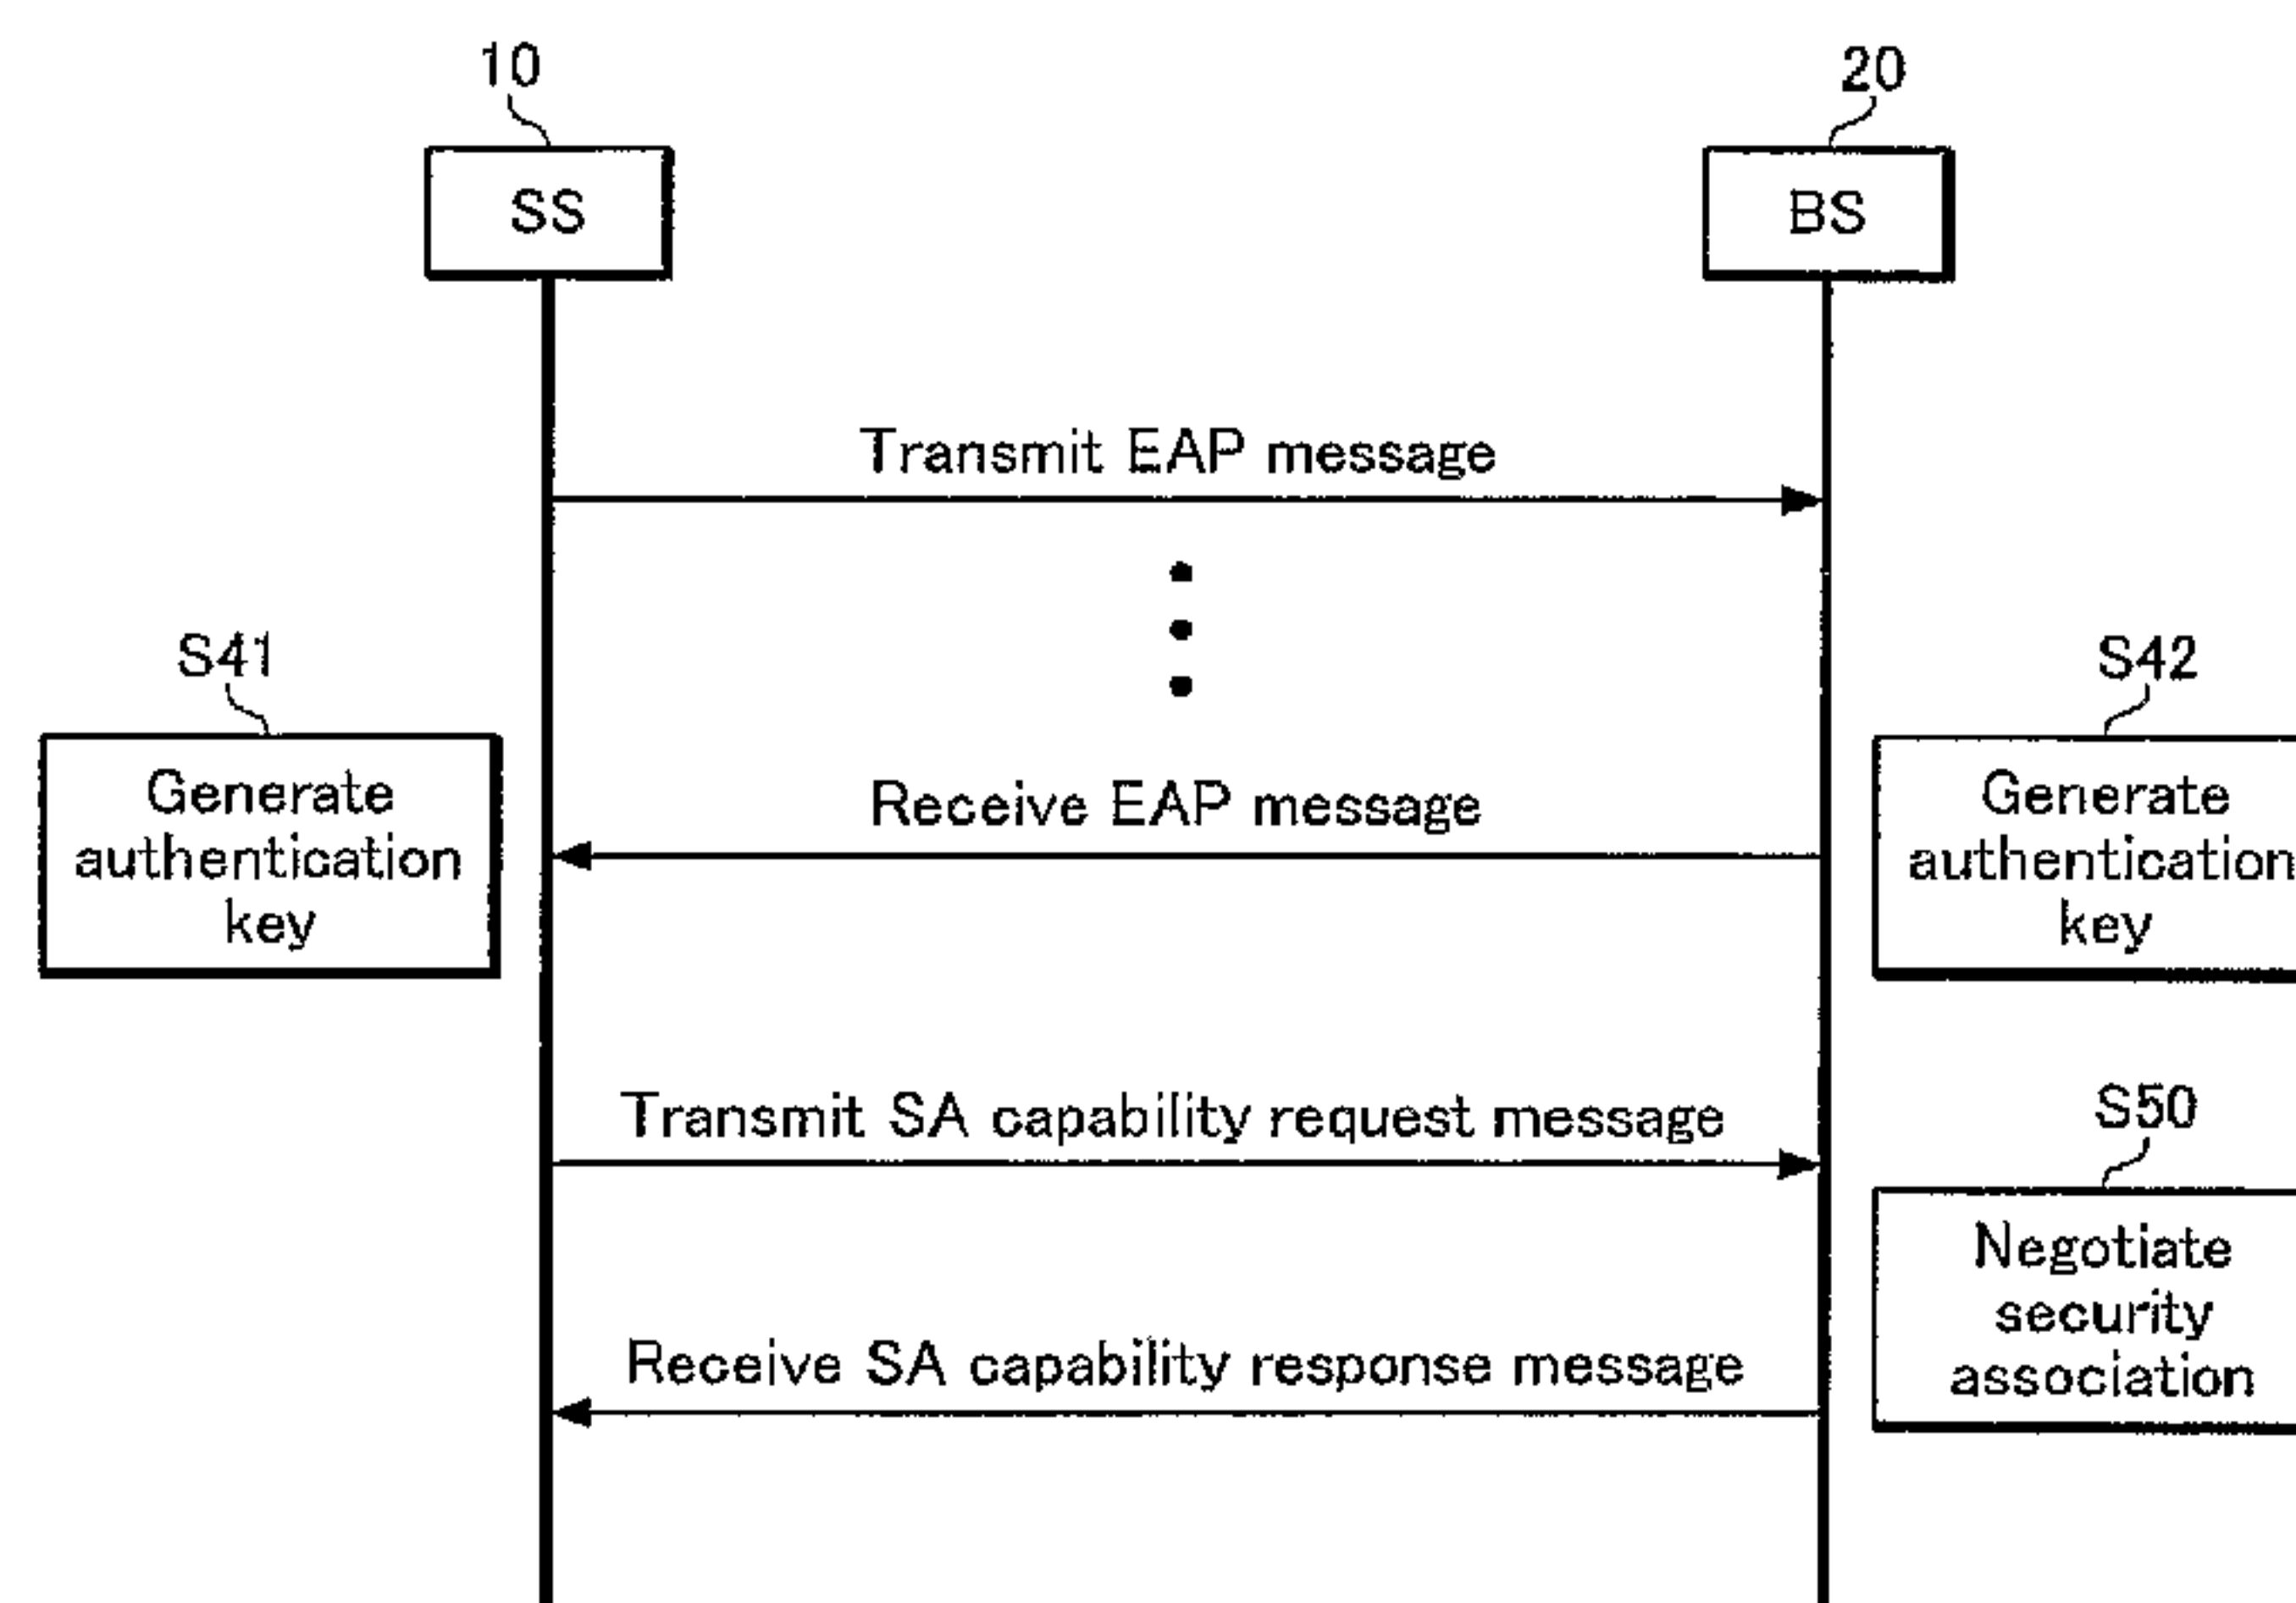 10
20
SS
BS
Transmit EAP message
S41
S42
Generate
authentication
key
Receive EAP message
Generate
authentication
key
Transmit SA capability request message
S50
Negotiate
security
association
Receive SA capability response message